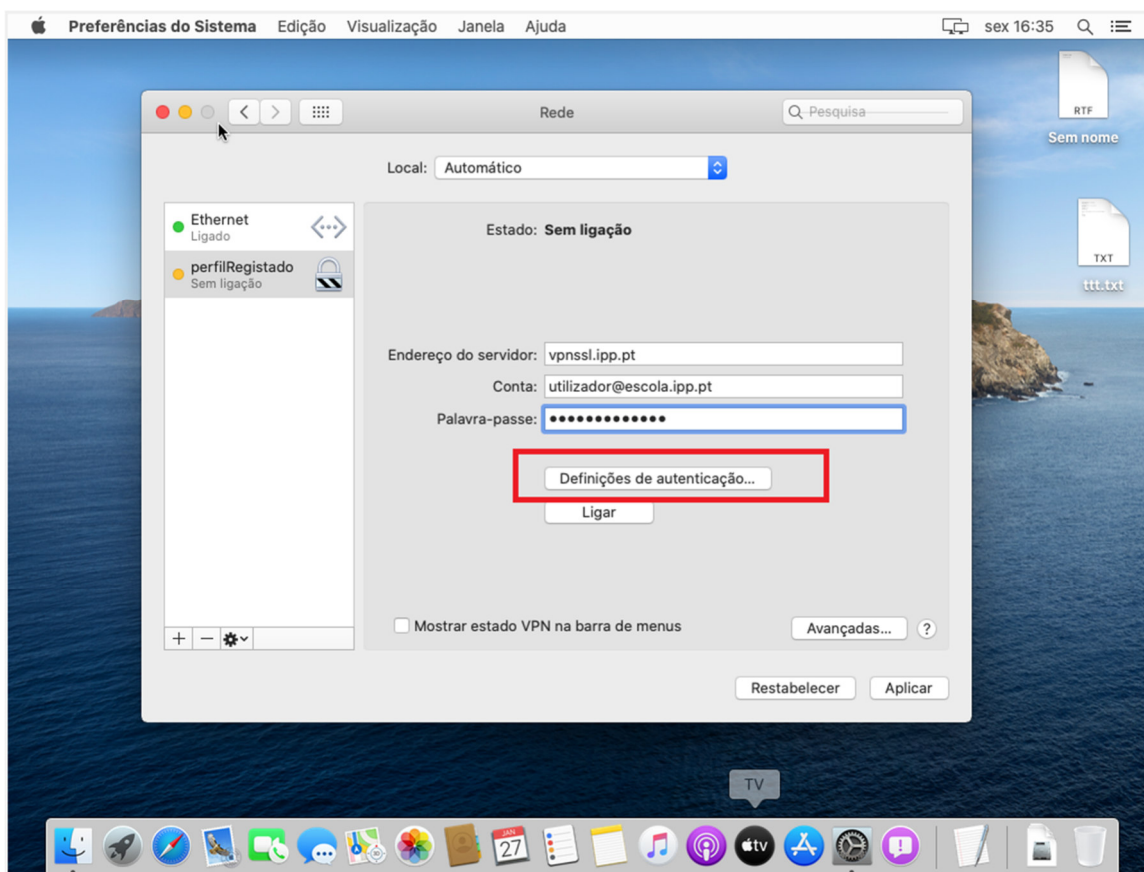 Preferências do Sistema Edição Visualização Janela Ajuda sex 16:35
RTF
Sem nome
TXT
ttt.txt
Rede
Pesquisa
Local: Automático
Ethernet
Ligado
perfilRegistado
Sem ligação
Estado: Sem ligação
Endereço do servidor: vpnssl.ipp.pt
Conta: utilizador@escola.ipp.pt
Palavra-passe: •••••••••••••
Definições de autenticação...
Ligar
Mostrar estado VPN na barra de menus
Avançadas... ?
Restabelecer Aplicar
TV
JAN
27
tv